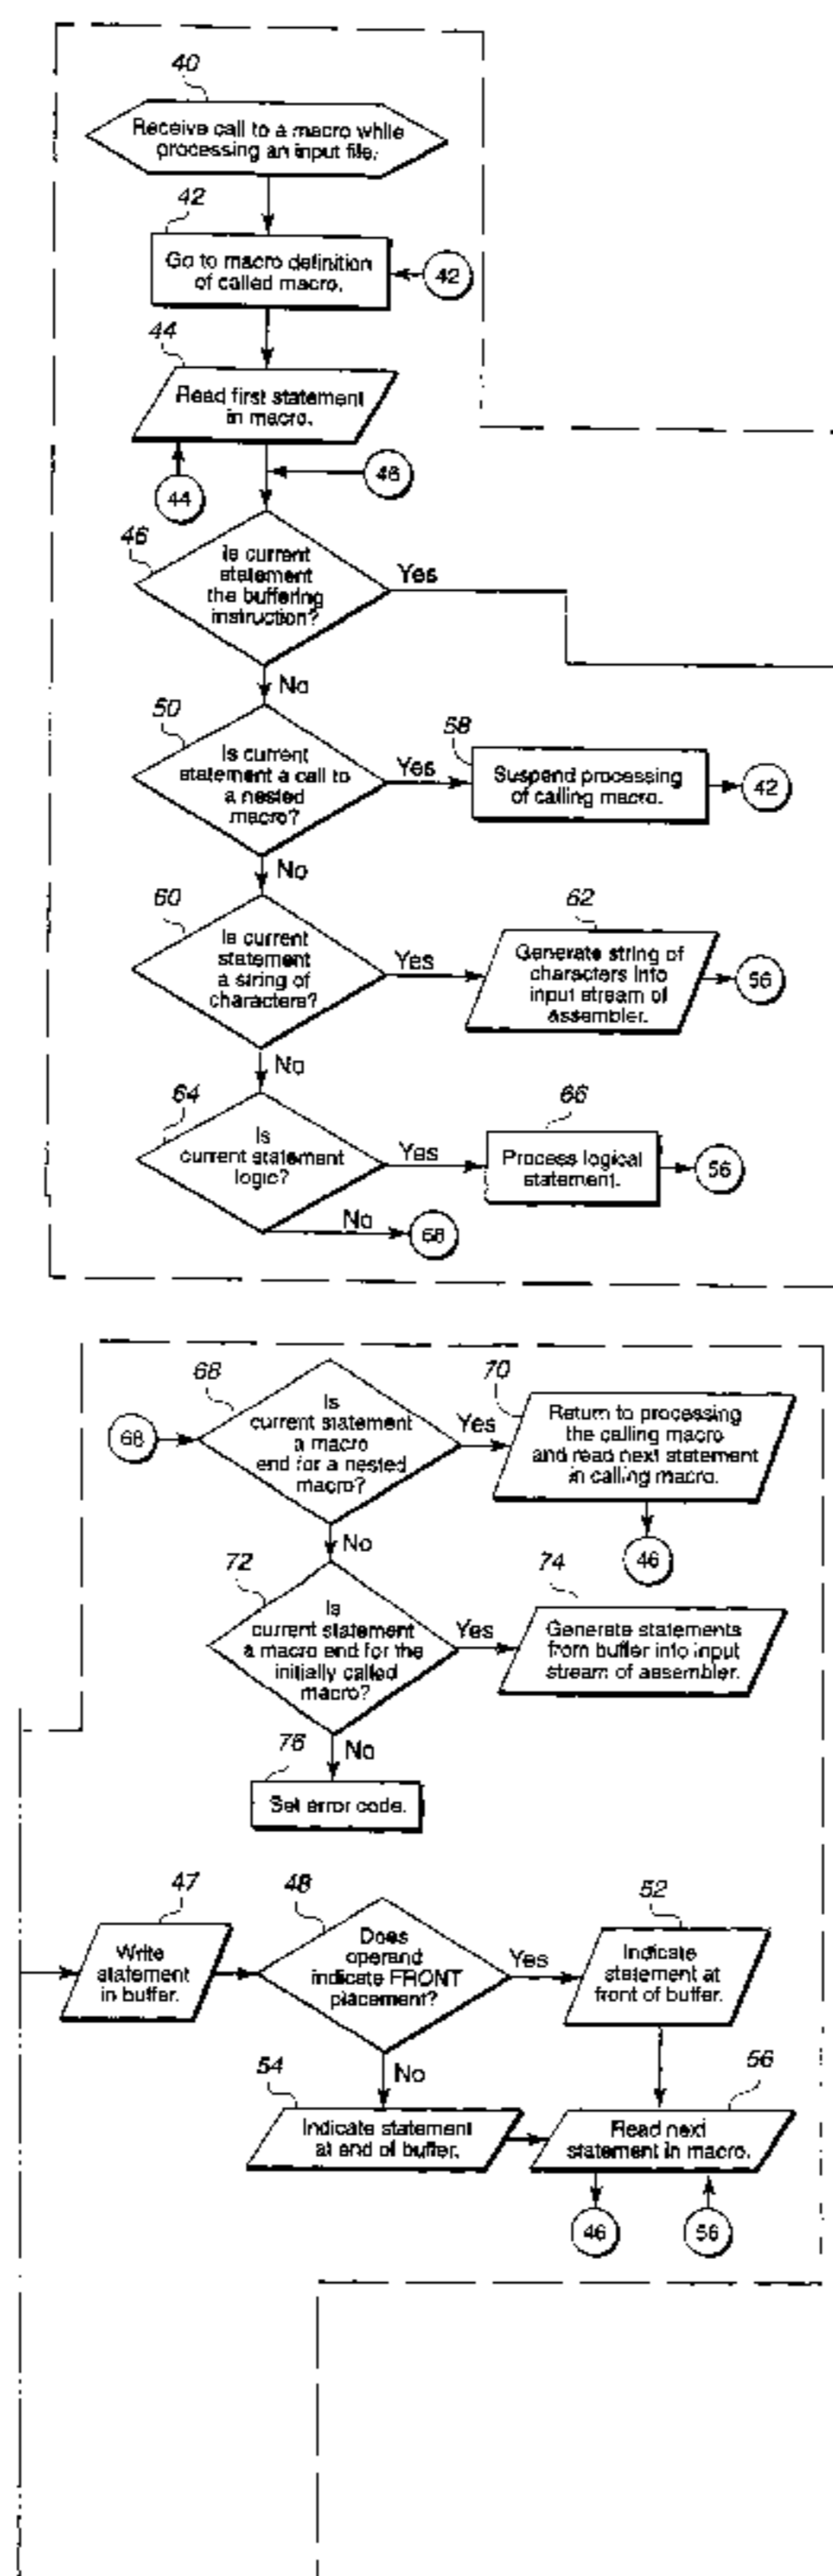 40
Receive call to a macro while
processing an input file.
42
Go to macro definition
of called macro.
42
44
Read first statement
in macro.
44
46
46
Is current
statement
the buffering
instruction?
Yes
No
50
Is current
statement a call to
a nested
macro?
Yes
58
Suspend processing
of calling macro.
42
No
60
Is current
statement
a string of
characters?
Yes
62
Generate string of
characters into
input stream of
assembler.
56
No
64
Is
current statement
logic?
Yes
66
Process logical
statement.
56
No
68
68
68
Is
current statement
a macro
end for a nested
macro?
Yes
70
Return to processing
the calling macro
and read next statement
in calling macro.
46
No
72
Is
current statement
a macro end for the
initially called
macro?
Yes
74
Generate statements
from buffer into input
stream of assembler.
No
76
Set error code.
47
Write
statement
in buffer.
48
Does
operand
indicate FRONT
placement?
Yes
52
Indicate
statement at
front of buffer.
No
54
Indicate statement
at end of buffer.
56
Read next
statement in macro.
46
56